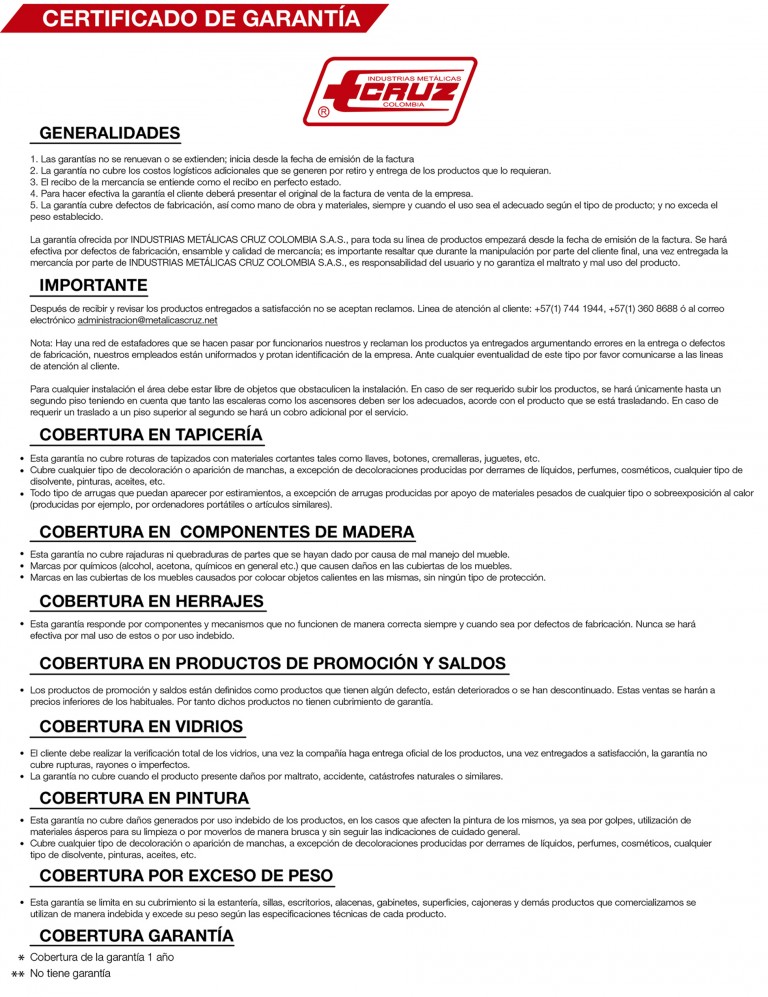 CERTIFICADO DE GARANTÍA
INDUSTRIAS METÁLICAS
CRUZ
COLOMBIA
®
GENERALIDADES
1. Las garantías no se renuevan o se extienden; inicia desde la fecha de emisión de la factura
2. La garantía no cubre los costos logísticos adicionales que se generen por retiro y entrega de los productos que lo requieran.
3. El recibo de la mercancía se entiende como el recibo en perfecto estado.
4. Para hacer efectiva la garantía el cliente deberá presentar el original de la factura de venta de la empresa.
5. La garantía cubre defectos de fabricación, así como mano de obra y materiales, siempre y cuando el uso sea el adecuado según el tipo de producto; y no exceda el
peso establecido.
La garantía ofrecida por INDUSTRIAS METÁLICAS CRUZ COLOMBIA S.A.S., para toda su linea de productos empezará desde la fecha de emisión de la factura. Se hará
efectiva por defectos de fabricación, ensamble y calidad de mercancía; es importante resaltar que durante la manipulación por parte del cliente final, una vez entregada la
mercancía por parte de INDUSTRIAS METÁLICAS CRUZ COLOMBIA S.A.S., es responsabilidad del usuario y no garantiza el maltrato y mal uso del producto.
IMPORTANTE
Después de recibir y revisar los productos entregados a satisfacción no se aceptan reclamos. Linea de atención al cliente: +57(1) 744 1944, +57(1) 360 8688 ó al correo
electrónico administracion@metalicascruz.net
Nota: Hay una red de estafadores que se hacen pasar por funcionarios nuestros y reclaman los productos ya entregados argumentando errores en la entrega o defectos
de fabricación, nuestros empleados están uniformados y protan identificación de la empresa. Ante cualquier eventualidad de este tipo por favor comunicarse a las lineas
de atención al cliente.
Para cualquier instalación el área debe estar libre de objetos que obstaculicen la instalación. En caso de ser requerido subir los productos, se hará únicamente hasta un
segundo piso teniendo en cuenta que tanto las escaleras como los ascensores deben ser los adecuados, acorde con el producto que se está trasladando. En caso de
requerir un traslado a un piso superior al segundo se hará un cobro adicional por el servicio.
COBERTURA EN TAPICERÍA
• Esta garantía no cubre roturas de tapizados con materiales cortantes tales como llaves, botones, cremalleras, juguetes, etc.
• Cubre cualquier tipo de decoloración o aparición de manchas, a excepción de decoloraciones producidas por derrames de líquidos, perfumes, cosméticos, cualquier tipo de
disolvente, pinturas, aceites, etc.
• Todo tipo de arrugas que puedan aparecer por estiramientos, a excepción de arrugas producidas por apoyo de materiales pesados de cualquier tipo o sobreexposición al calor
(producidas por ejemplo, por ordenadores portátiles o artículos similares).
COBERTURA EN COMPONENTES DE MADERA
• Esta garantía no cubre rajaduras ni quebraduras de partes que se hayan dado por causa de mal manejo del mueble.
• Marcas por químicos (alcohol, acetona, químicos en general etc.) que causen daños en las cubiertas de los muebles.
• Marcas en las cubiertas de los muebles causados por colocar objetos calientes en las mismas, sin ningún tipo de protección.
COBERTURA EN HERRAJES
• Esta garantía responde por componentes y mecanismos que no funcionen de manera correcta siempre y cuando sea por defectos de fabricación. Nunca se hará
efectiva por mal uso de estos o por uso indebido.
COBERTURA EN PRODUCTOS DE PROMOCIÓN Y SALDOS
• Los productos de promoción y saldos están definidos como productos que tienen algún defecto, están deteriorados o se han descontinuado. Estas ventas se harán a
precios inferiores de los habituales. Por tanto dichos productos no tienen cubrimiento de garantía.
COBERTURA EN VIDRIOS
• El cliente debe realizar la verificación total de los vidrios, una vez la compañía haga entrega oficial de los productos, una vez entregados a satisfacción, la garantía no
cubre rupturas, rayones o imperfectos.
• La garantía no cubre cuando el producto presente daños por maltrato, accidente, catástrofes naturales o similares.
COBERTURA EN PINTURA
• Esta garantía no cubre daños generados por uso indebido de los productos, en los casos que afecten la pintura de los mismos, ya sea por golpes, utilización de
materiales ásperos para su limpieza o por moverlos de manera brusca y sin seguir las indicaciones de cuidado general.
• Cubre cualquier tipo de decoloración o aparición de manchas, a excepción de decoloraciones producidas por derrames de líquidos, perfumes, cosméticos, cualquier
tipo de disolvente, pinturas, aceites, etc.
COBERTURA POR EXCESO DE PESO
• Esta garantía se limita en su cubrimiento si la estantería, sillas, escritorios, alacenas, gabinetes, superficies, cajoneras y demás productos que comercializamos se
utilizan de manera indebida y excede su peso según las especificaciones técnicas de cada producto.
COBERTURA GARANTÍA
* Cobertura de la garantía 1 año
** No tiene garantía